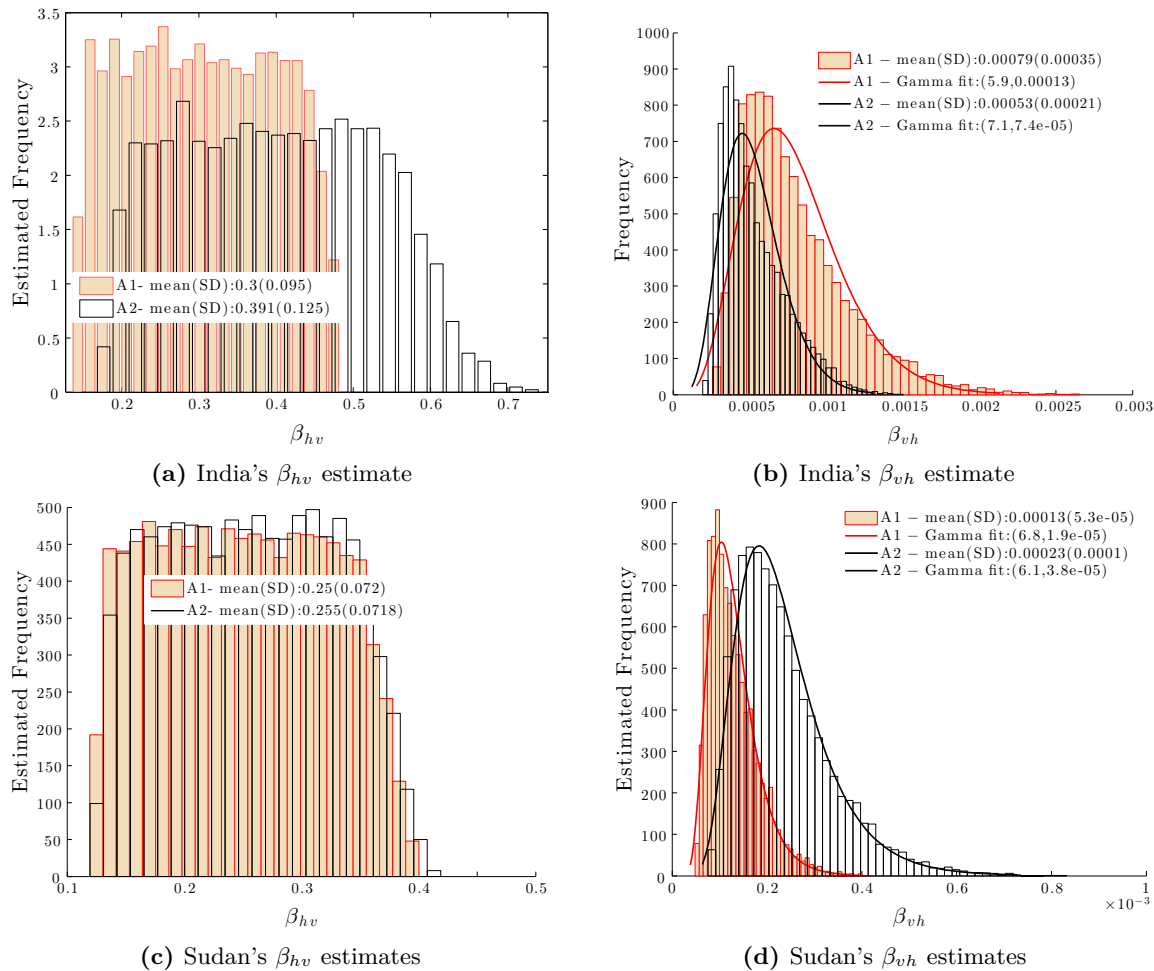 3.5
3
2.5
2
1.5
1
0.5
0
Estimated Frequency
A1- mean(SD):0.3(0.095)
A2- mean(SD):0.391(0.125)
0.2 0.3 0.4 0.5 0.6 0.7
β_hv
(a) India's β_hv estimate
1000
900
800
700
600
500
400
300
200
100
0
Frequency
A1 – mean(SD):0.00079(0.00035)
A1 – Gamma fit:(5.9,0.00013)
A2 – mean(SD):0.00053(0.00021)
A2 – Gamma fit:(7.1,7.4e-05)
0 0.0005 0.001 0.0015 0.002 0.0025 0.003
β_vh
(b) India's β_vh estimate
500
450
400
350
300
250
200
150
100
50
0
Estimated Frequency
A1- mean(SD):0.25(0.072)
A2- mean(SD):0.255(0.0718)
0.1 0.2 0.3 0.4 0.5
β_hv
(c) Sudan's β_hv estimates
900
800
700
600
500
400
300
200
100
0
Estimated Frequency
A1 – mean(SD):0.00013(5.3e-05)
A1 – Gamma fit:(6.8,1.9e-05)
A2 – mean(SD):0.00023(0.0001)
A2 – Gamma fit:(6.1,3.8e-05)
0 0.2 0.4 0.6 0.8 1
×10⁻³
β_vh
(d) Sudan's β_vh estimates